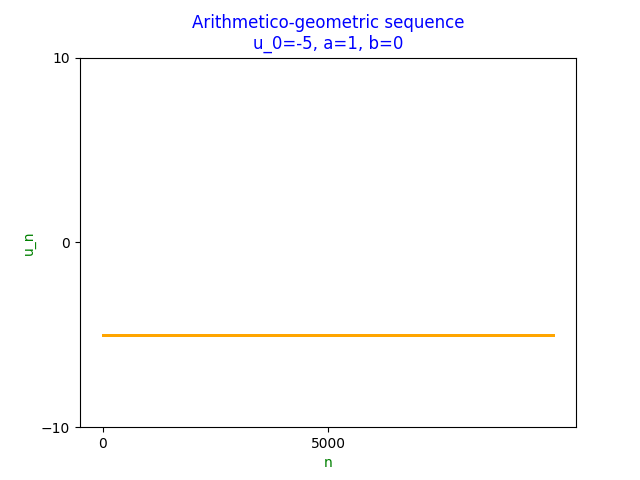 Arithmetico-geometric sequence
u_0=-5, a=1, b=0
10
0
−10
u_n
0 5000
n